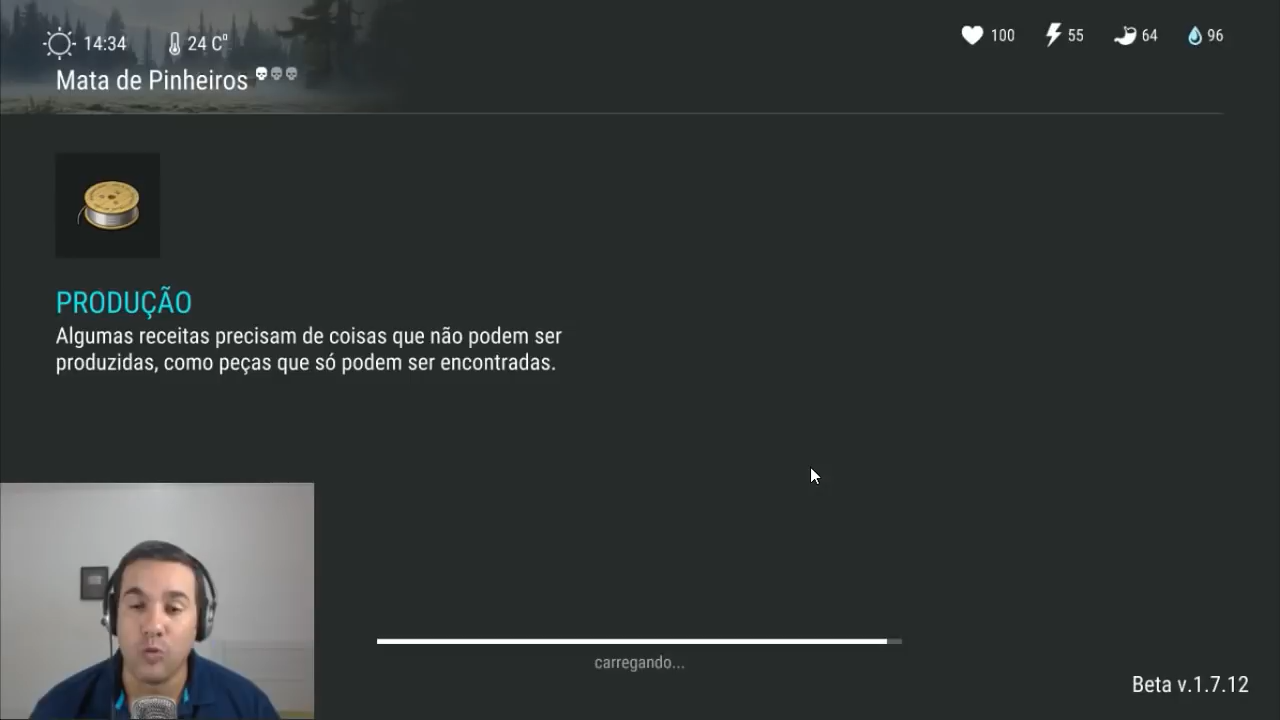 14:34 24 Cº
Mata de Pinheiros
100 55 64 96
PRODUÇÃO
Algumas receitas precisam de coisas que não podem ser
produzidas, como peças que só podem ser encontradas.
carregando...
Beta v.1.7.12